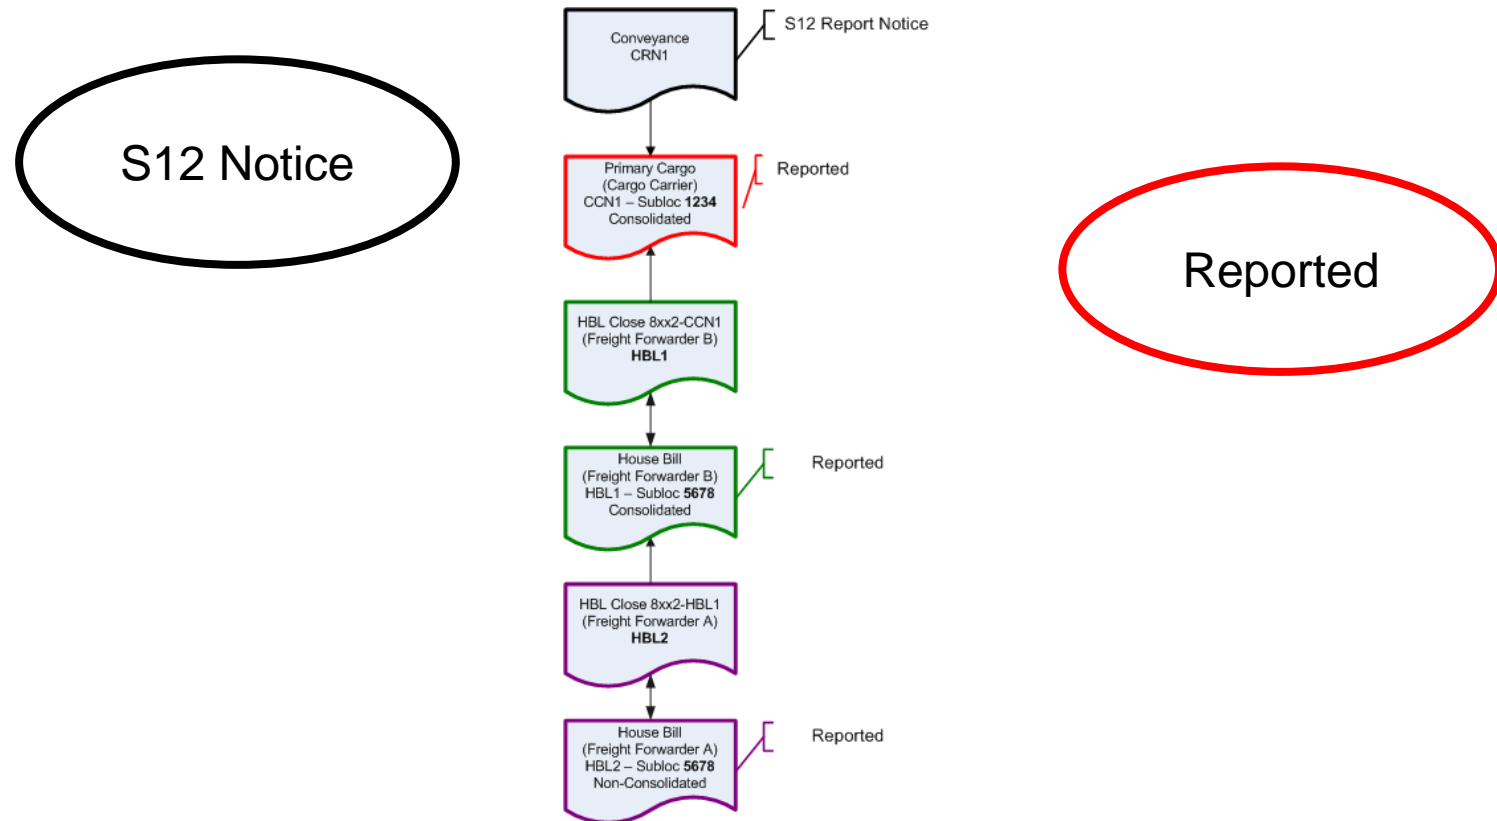 Conveyance
CRN1
S12 Report Notice
S12 Notice
Primary Cargo
(Cargo Carrier)
CCN1 – Subloc 1234
Consolidated
Reported
Reported
HBL Close 8xx2-CCN1
(Freight Forwarder B)
HBL1
House Bill
(Freight Forwarder B)
HBL1 – Subloc 5678
Consolidated
Reported
HBL Close 8xx2-HBL1
(Freight Forwarder A)
HBL2
House Bill
(Freight Forwarder A)
HBL2 – Subloc 5678
Non-Consolidated
Reported